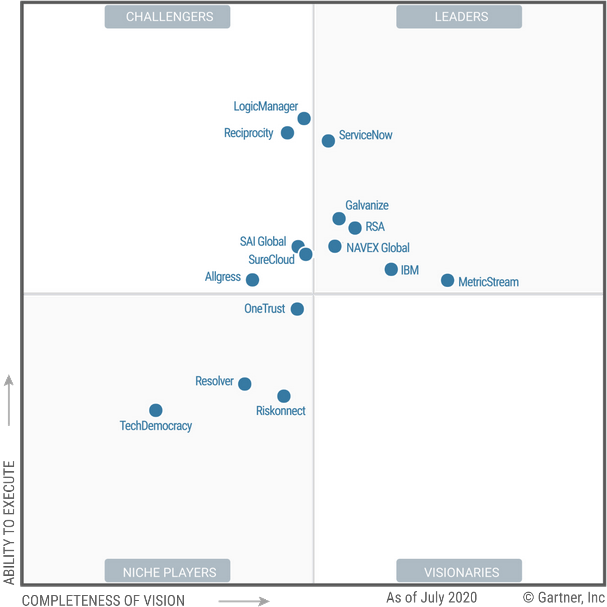 CHALLENGERS
LEADERS
LogicManager
Reciprocity
ServiceNow
Galvanize
RSA
SAI Global
NAVEX Global
SureCloud
IBM
Allgress
MetricStream
OneTrust
Resolver
Riskonnect
TechDemocracy
ABILITY TO EXECUTE
NICHE PLAYERS
VISIONARIES
COMPLETENESS OF VISION
As of July 2020
© Gartner, Inc